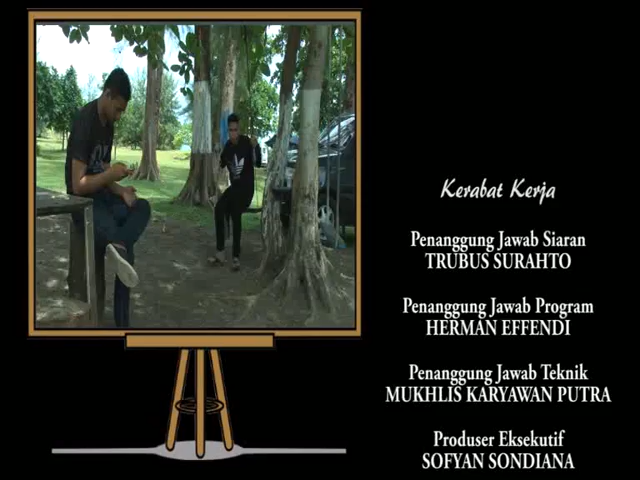 Kerabat Kerja
Penanggung Jawab Siaran
TRUBUS SURAHTO
Penanggung Jawab Program
HERMAN EFFENDI
Penanggung Jawab Teknik
MUKHLIS KARYAWAN PUTRA
Produser Eksekutif
SOFYAN SONDIANA